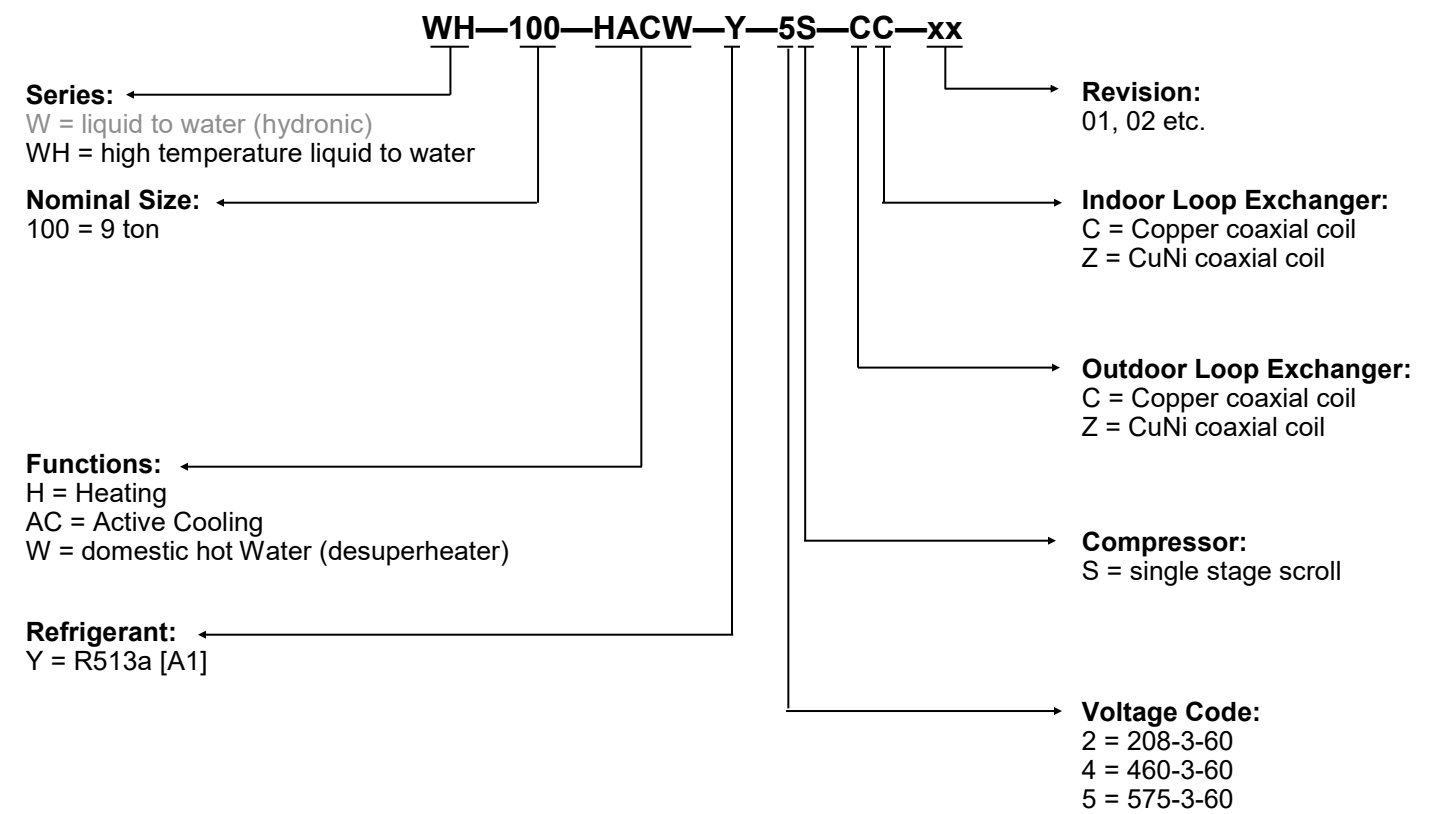 WH—100—HACW—Y—5S—CC—xx
Series:
W = liquid to water (hydronic)
WH = high temperature liquid to water
Nominal Size:
100 = 9 ton
Functions:
H = Heating
AC = Active Cooling
W = domestic hot Water (desuperheater)
Refrigerant:
Y = R513a [A1]
Revision:
01, 02 etc.
Indoor Loop Exchanger:
C = Copper coaxial coil
Z = CuNi coaxial coil
Outdoor Loop Exchanger:
C = Copper coaxial coil
Z = CuNi coaxial coil
Compressor:
S = single stage scroll
Voltage Code:
2 = 208-3-60
4 = 460-3-60
5 = 575-3-60